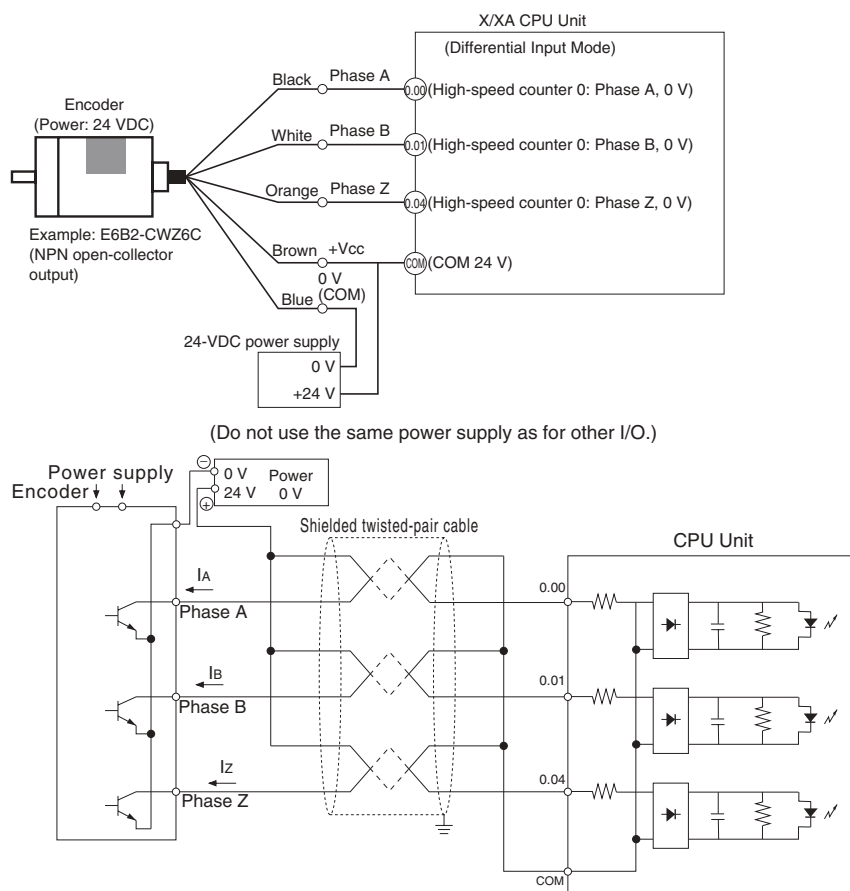 X/XA CPU Unit
(Differential Input Mode)
Encoder
(Power: 24 VDC)
Black Phase A 0.00 (High-speed counter 0: Phase A, 0 V)
White Phase B 0.01 (High-speed counter 0: Phase B, 0 V)
Orange Phase Z 0.04 (High-speed counter 0: Phase Z, 0 V)
Example: E6B2-CWZ6C
(NPN open-collector
output)
Brown +Vcc COM (COM 24 V)
0 V
Blue (COM)
24-VDC power supply
0 V
+24 V
(Do not use the same power supply as for other I/O.)
Power supply
Encoder
0 V Power
24 V 0 V
Shielded twisted-pair cable
CPU Unit
IA
Phase A
0.00
IB
Phase B
0.01
IZ
Phase Z
0.04
COM